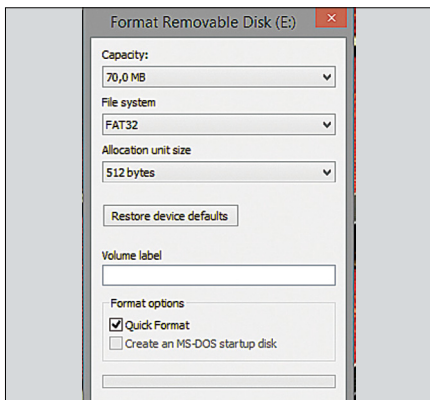 Format Removable Disk (E:)
Capacity:
70,0 MB
File system
FAT32
Allocation unit size
512 bytes
Restore device defaults
Volume label
Format options
Quick Format
Create an MS-DOS startup disk